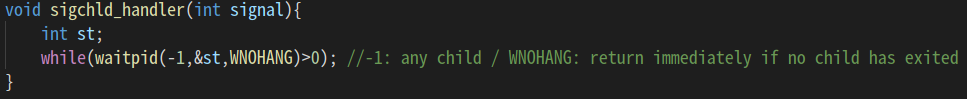 void sigchld_handler(int signal){
    int st;
    while(waitpid(-1,&st,WNOHANG)>0); //-1: any child / WNOHANG: return immediately if no child has exited
}